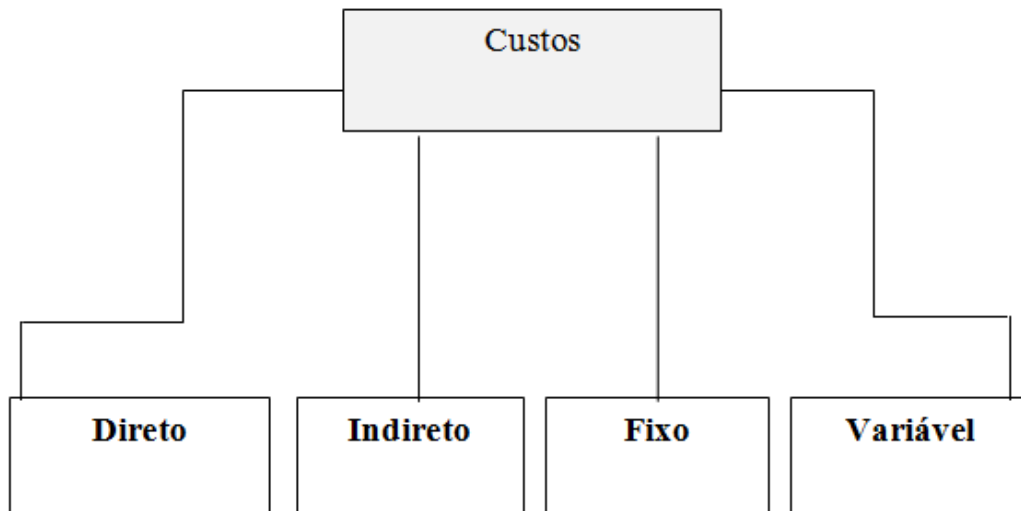 Custos
Direto
Indireto
Fixo
Variável